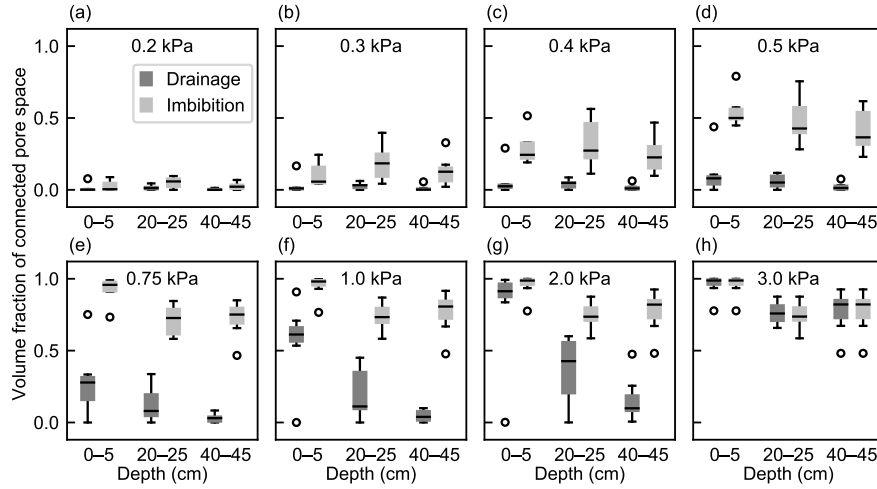 (a) (b) (c) (d)
0.2 kPa 0.3 kPa 0.4 kPa 0.5 kPa
Drainage
Imbibition
1.0
0.5
0.0
0–5 20–25 40–45 0–5 20–25 40–45 0–5 20–25 40–45 0–5 20–25 40–45
Volume fraction of connected pore space
(e) (f) (g) (h)
0.75 kPa 1.0 kPa 2.0 kPa 3.0 kPa
1.0
0.5
0.0
0–5 20–25 40–45 0–5 20–25 40–45 0–5 20–25 40–45 0–5 20–25 40–45
Depth (cm) Depth (cm) Depth (cm) Depth (cm)